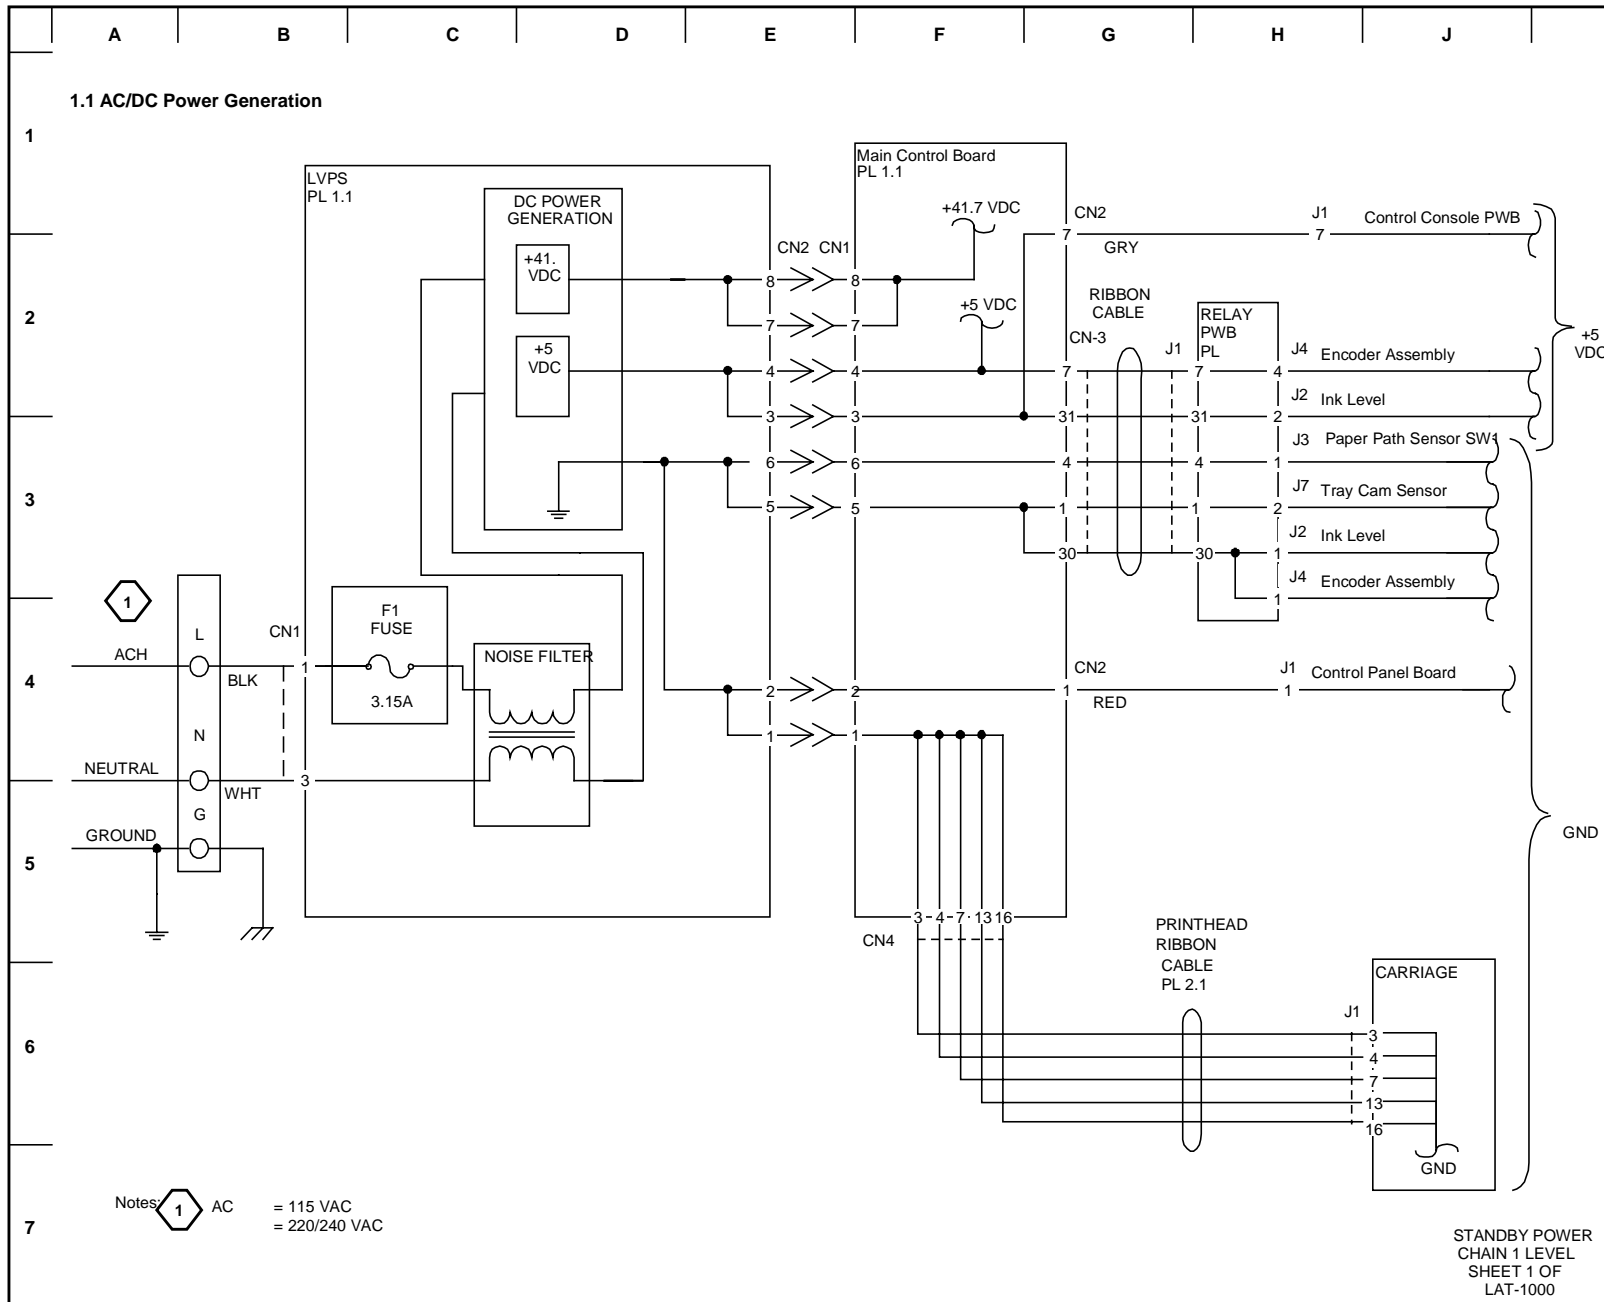 A B C D E F G H J
1.1 AC/DC Power Generation
1
2
3
4
5
6
7
LVPS
PL 1.1
DC POWER
GENERATION
+41.
VDC
+5
VDC
CN2 CN1
8 8
7 7
4 4
3 3
6 6
5 5
2 2
1 1
Main Control Board
PL 1.1
+41.7 VDC
+5 VDC
CN2
7
GRY
J1
7
Control Console PWB
RIBBON
CABLE
CN-3
J1
RELAY
PWB
PL
7 7 4
J4 Encoder Assembly
31 31 2
J2 Ink Level
4 4 1
J3 Paper Path Sensor SW1
1 1 2
J7 Tray Cam Sensor
30 30 1
J2 Ink Level
1
J4 Encoder Assembly
+5
VDC
1
ACH
L
BLK
CN1
1
F1
FUSE
3.15A
NOISE FILTER
N
NEUTRAL
WHT
3
G
GROUND
CN2
1
RED
J1
1
Control Panel Board
GND
3 4 7 13 16
CN4
PRINTHEAD
RIBBON
CABLE
PL 2.1
CARRIAGE
J1
3
4
7
13
16
GND
Notes: 1 AC = 115 VAC
= 220/240 VAC
STANDBY POWER
CHAIN 1 LEVEL
SHEET 1 OF
LAT-1000